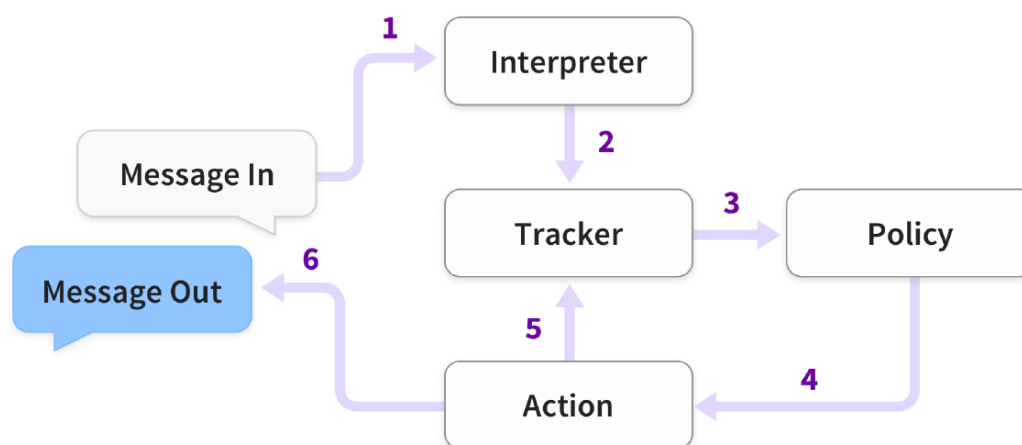 1
Interpreter
2
Message In
3
Tracker
Policy
6
Message Out
5
4
Action